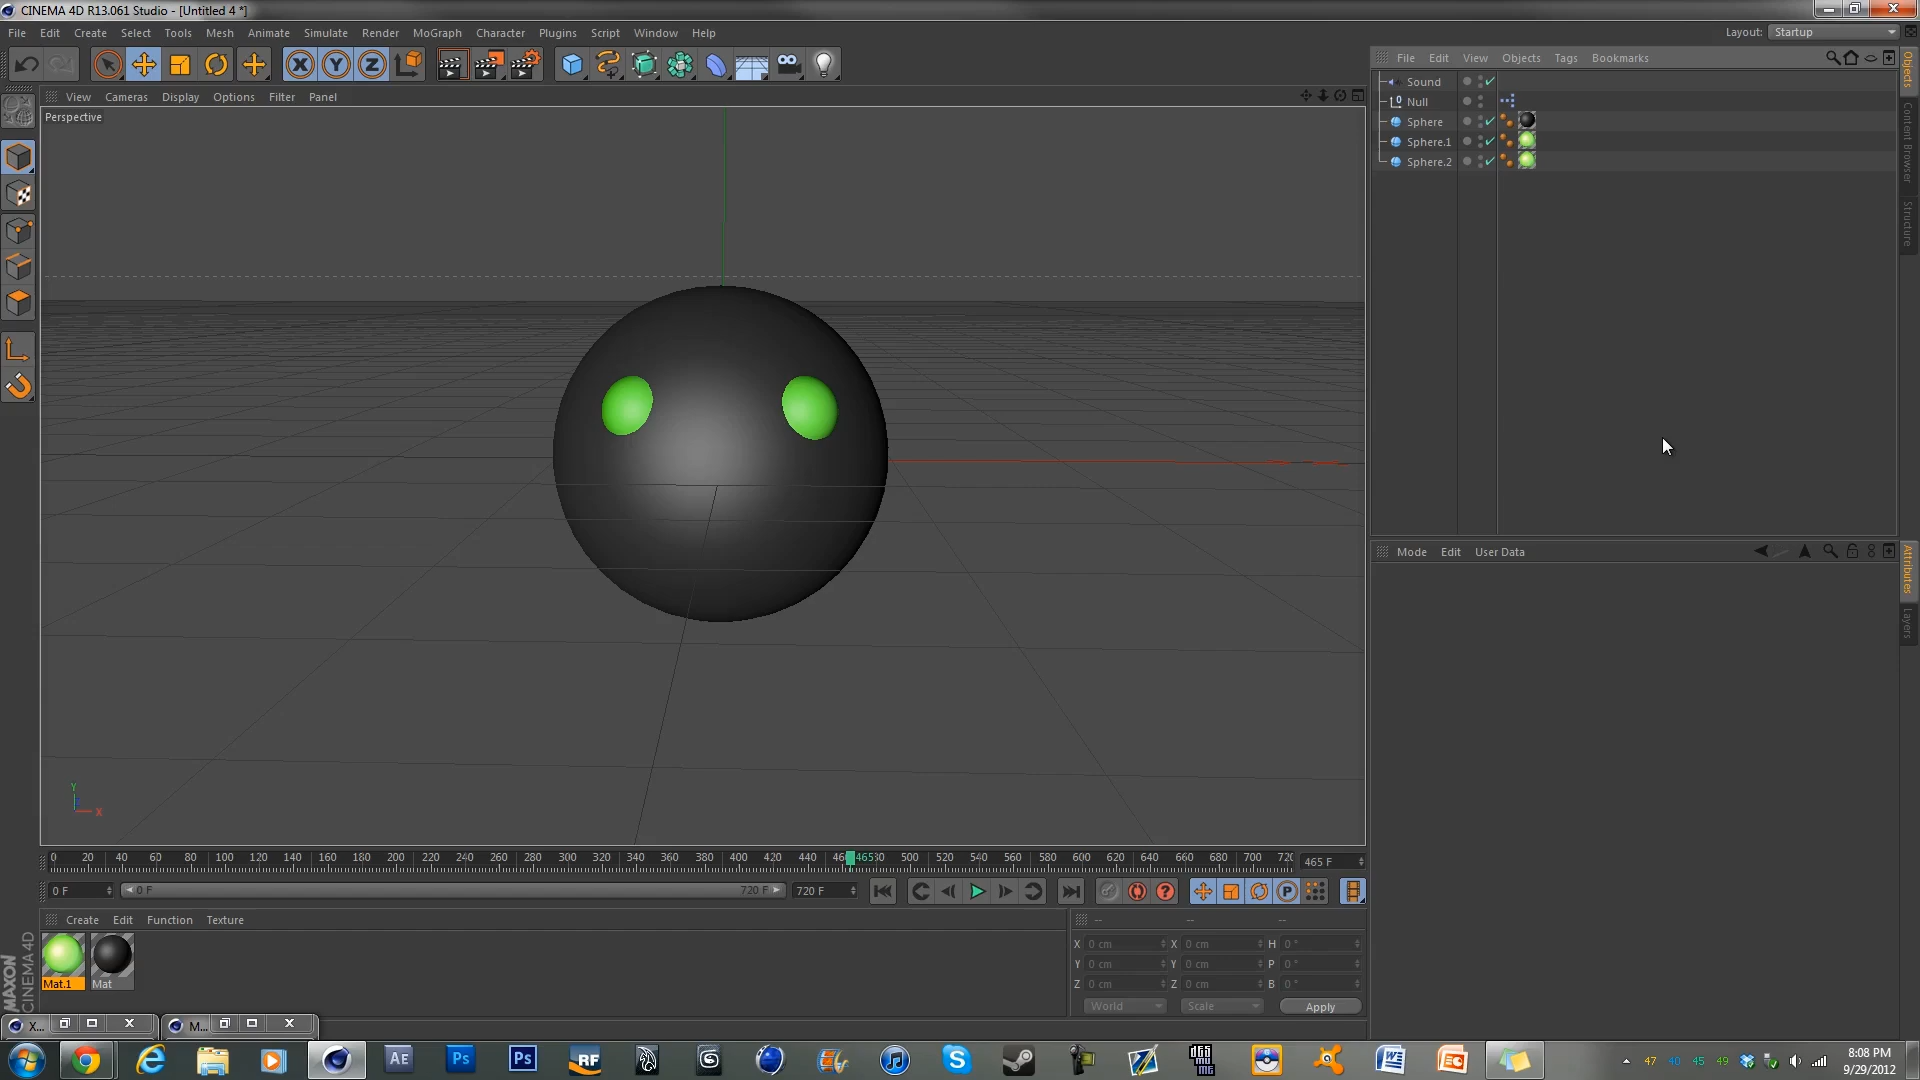 CINEMA 4D R13.061 Studio - [Untitled 4 *]
File Edit Create Select Tools Mesh Animate Simulate Render MoGraph Character Plugins Script Window Help
Layout: Startup
File Edit View Objects Tags Bookmarks
View Cameras Display Options Filter Panel
Perspective
Sound
Null
Sphere
Sphere.1
Sphere.2
Objects
Content Browser
Structure
Mode Edit User Data
Attributes
Layers
Y
X
0 20 40 60 80 100 120 140 160 180 200 220 240 260 280 300 320 340 360 380 400 420 440 465 500 520 540 560 580 600 620 640 660 680 700 720
465 F
0 F
0 F
720 F
720 F
Create Edit Function Texture
-- -- --
Mat.1
Mat
X 0 cm X 0 cm H 0 °
Y 0 cm Y 0 cm P 0 °
Z 0 cm Z 0 cm B 0 °
World Scale Apply
MAXON
CINEMA 4D
X...
M...
AE
Ps
Ps
RF
47 40 45 49
8:08 PM
9/29/2012